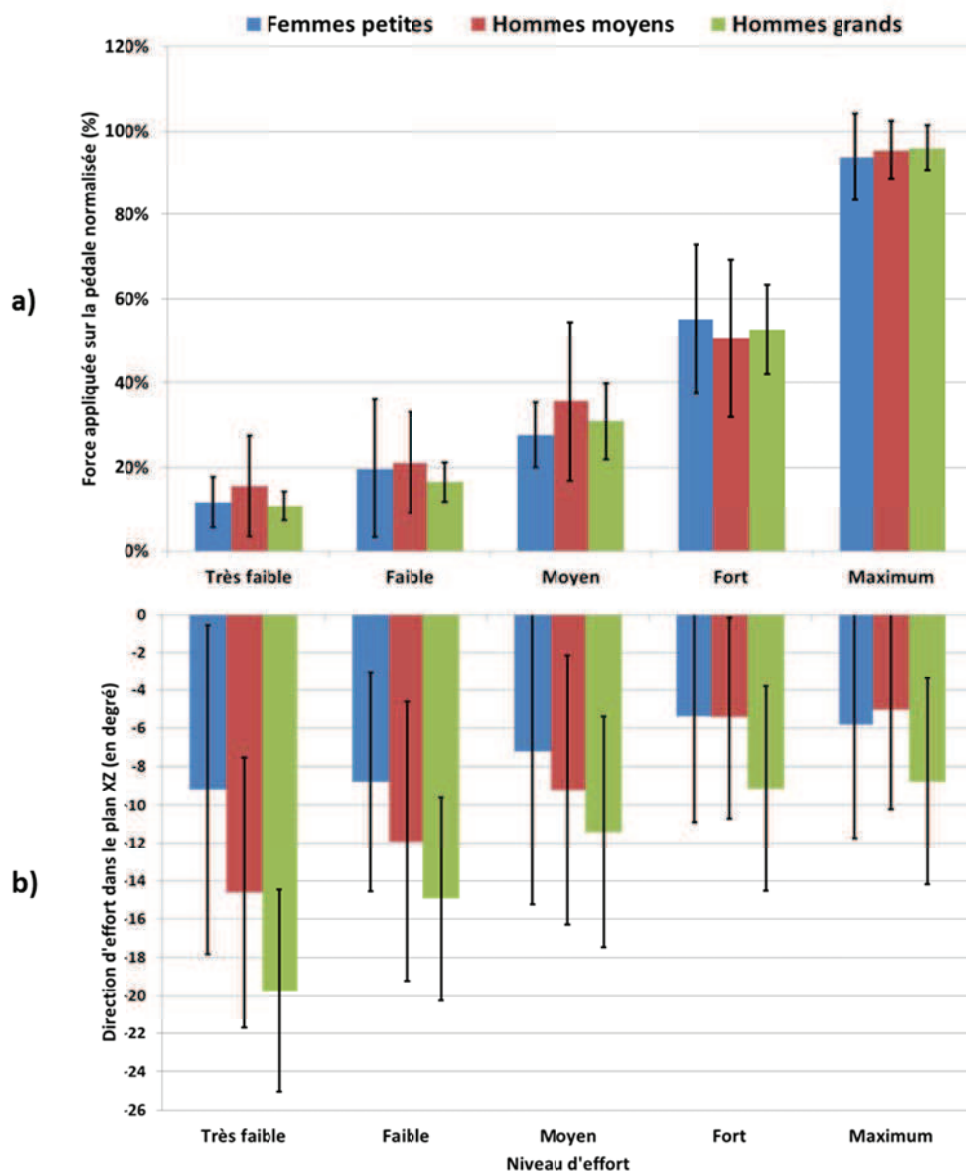 Femmes petites Hommes moyens Hommes grands
a)
Force appliquée sur la pédale normalisée (%)
120%
100%
80%
60%
40%
20%
0%
Très faible Faible Moyen Fort Maximum
b)
Direction d'effort dans le plan XZ (en degré)
0
-2
-4
-6
-8
-10
-12
-14
-16
-18
-20
-22
-24
-26
Très faible Faible Moyen Fort Maximum
Niveau d'effort